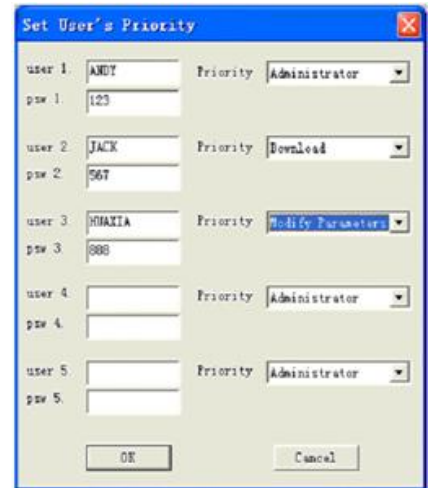 Set User's Priority
user 1. ANDY Priority Administrator
psw 1. 123
user 2. JACK Priority Download
psw 2. 567
user 3. HUAXIA Priority Modify Parameters
psw 3. 888
user 4. Priority Administrator
psw 4.
user 5. Priority Administrator
psw 5.
OK Cancel